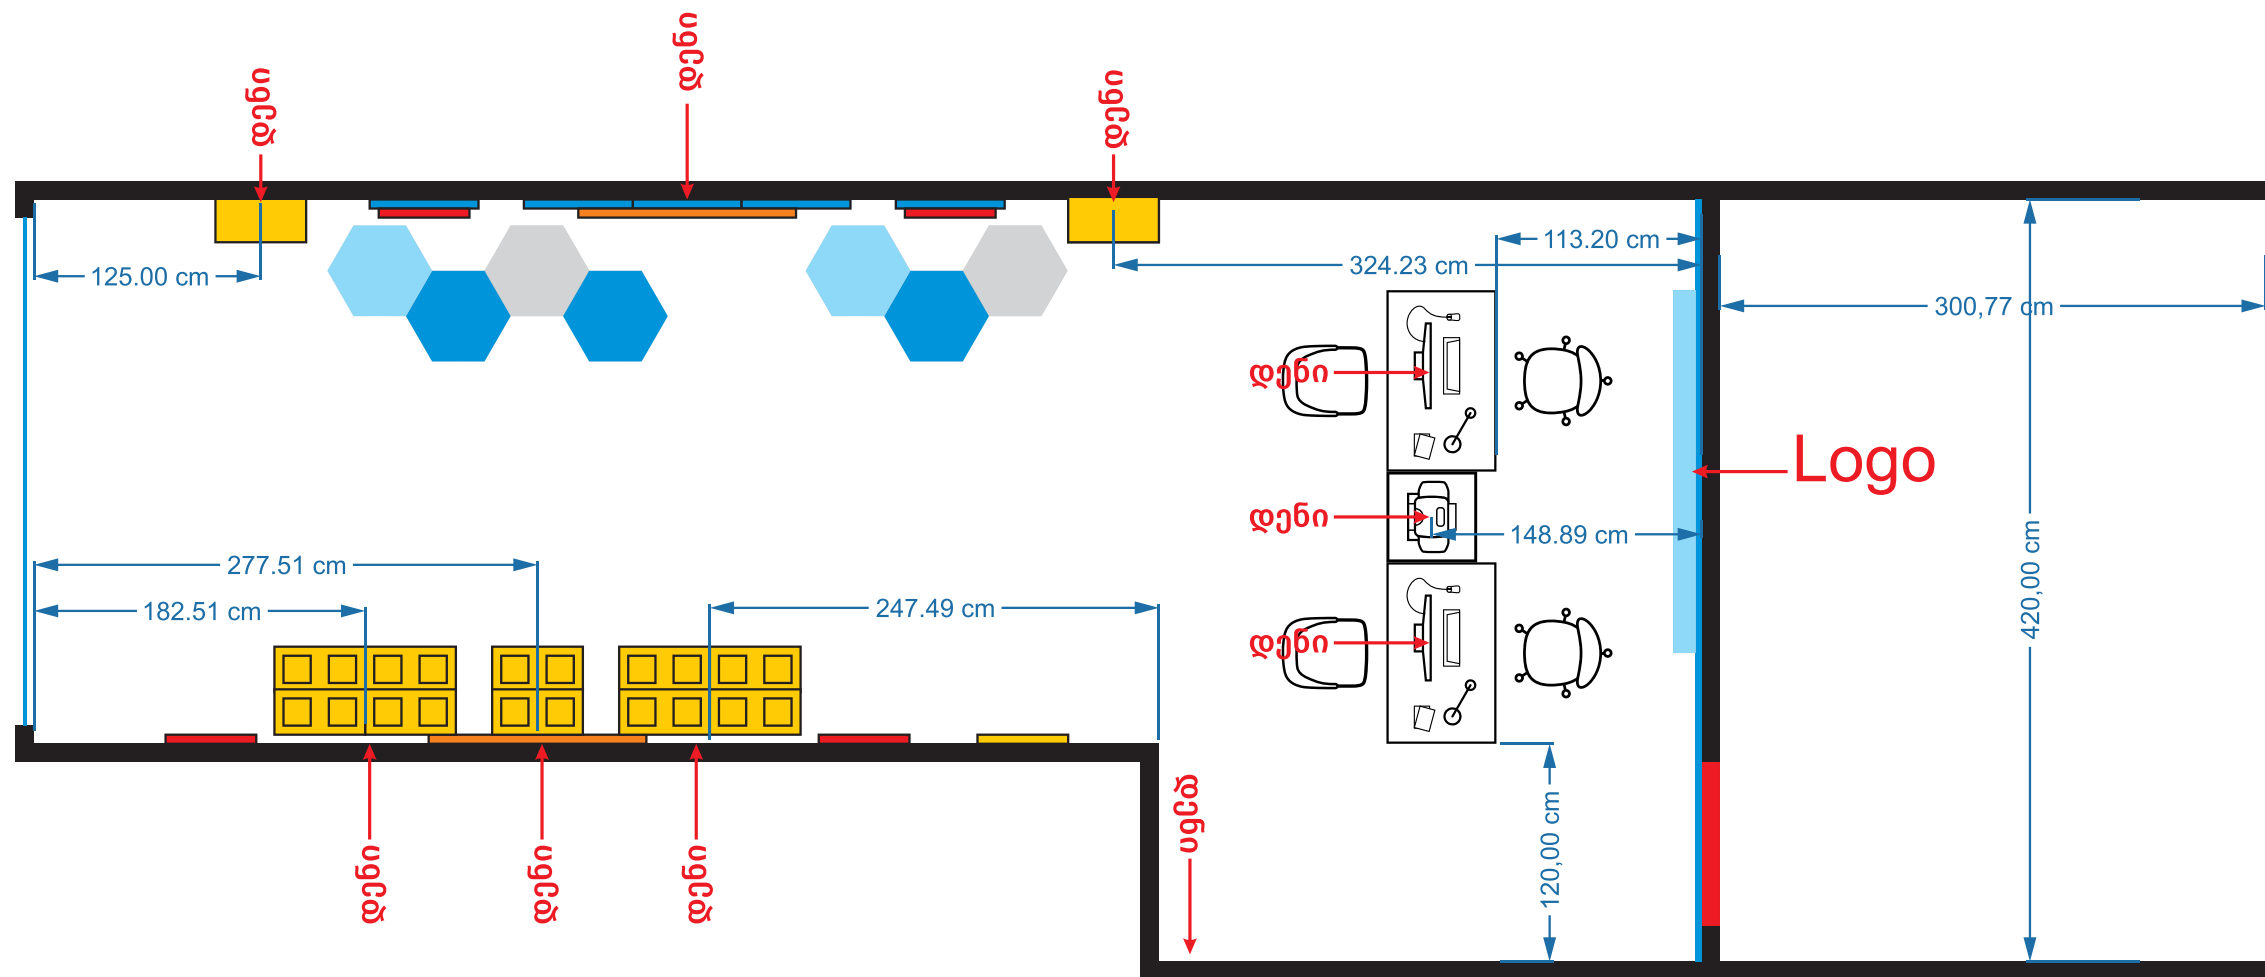 დენი
დენი
დენი
113.20 cm
324.23 cm
125.00 cm
300,77 cm
დენი
Logo
დენი
148.89 cm
420,00 cm
277.51 cm
182.51 cm
247.49 cm
დენი
დენი
120,00 cm
დენი
დენი
დენი